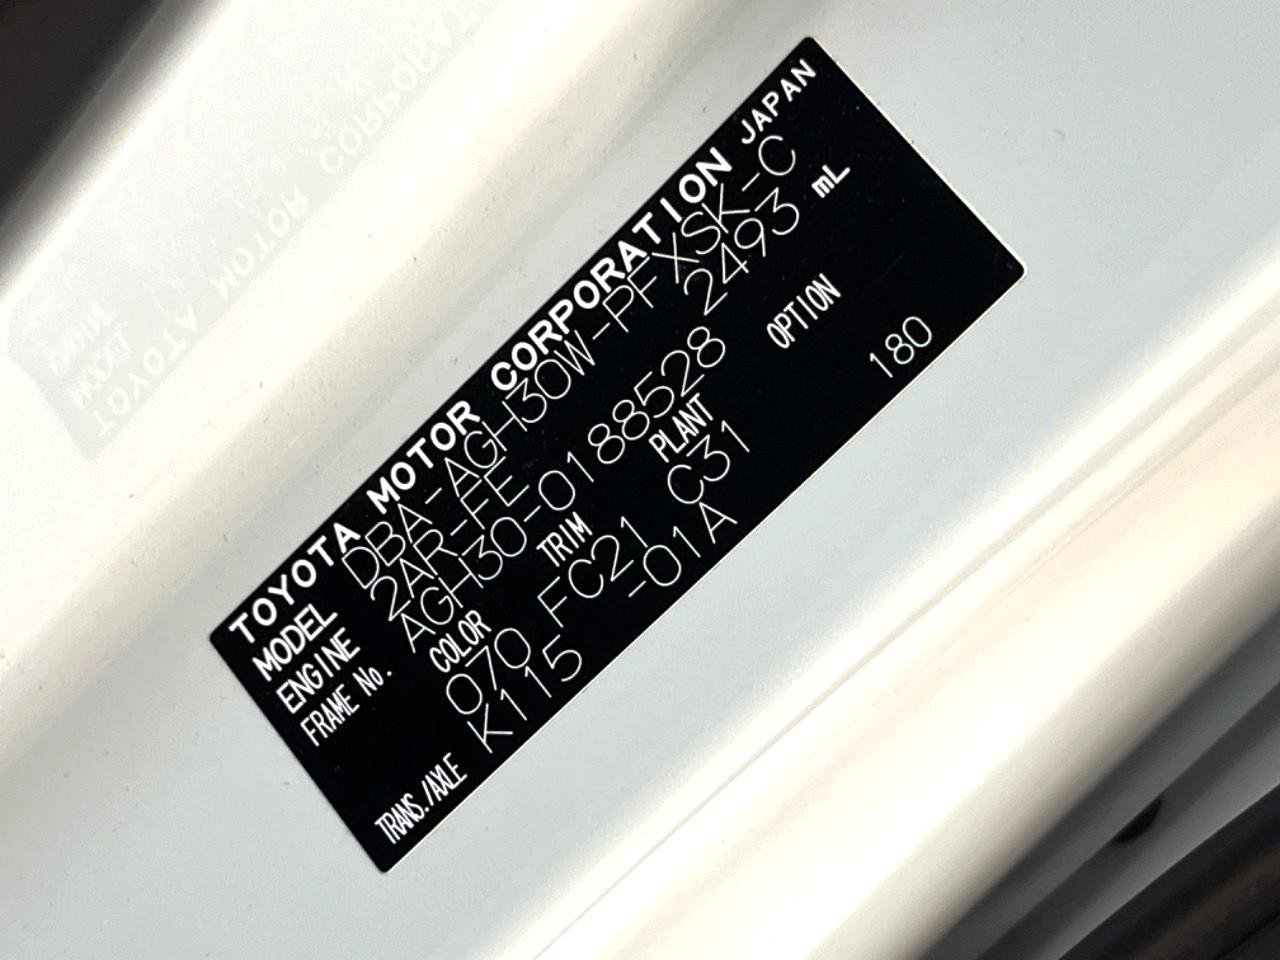 TOYOTA MOTOR CORPORATION JAPAN
MODEL DBA-AGH30W-PFXSK-C
ENGINE 2AR-FE 2493 mL
FRAME No. AGH30-0188528
COLOR TRIM PLANT OPTION
070 FC21 C31 180
TRANS./AXLE K115 -01A